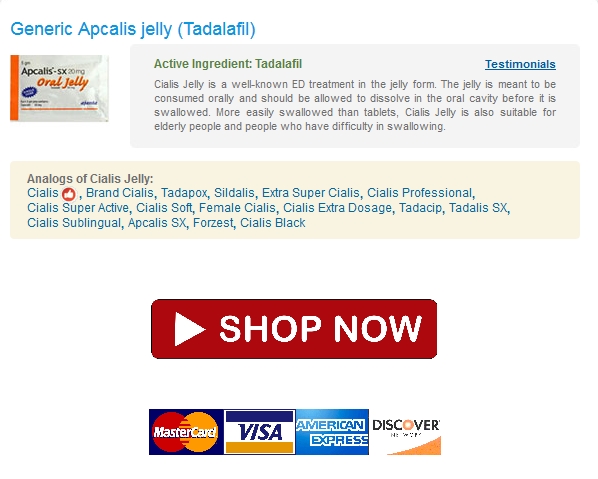 Generic Apcalis jelly (Tadalafil)
Apcalis-sx 20 mg
Oral Jelly
Active Ingredient: Tadalafil
Testimonials
Cialis Jelly is a well-known ED treatment in the jelly form. The jelly is meant to
be consumed orally and should be allowed to dissolve in the oral cavity before it is
swallowed. More easily swallowed than tablets, Cialis Jelly is also suitable for
elderly people and people who have difficulty in swallowing.
Analogs of Cialis Jelly:
Cialis , Brand Cialis, Tadapox, Sildalis, Extra Super Cialis, Cialis Professional,
Cialis Super Active, Cialis Soft, Female Cialis, Cialis Extra Dosage, Tadacip, Tadalis SX,
Cialis Sublingual, Apcalis SX, Forzest, Cialis Black
SHOP NOW
MasterCard VISA AMERICAN EXPRESS DISCOVER NETWORK